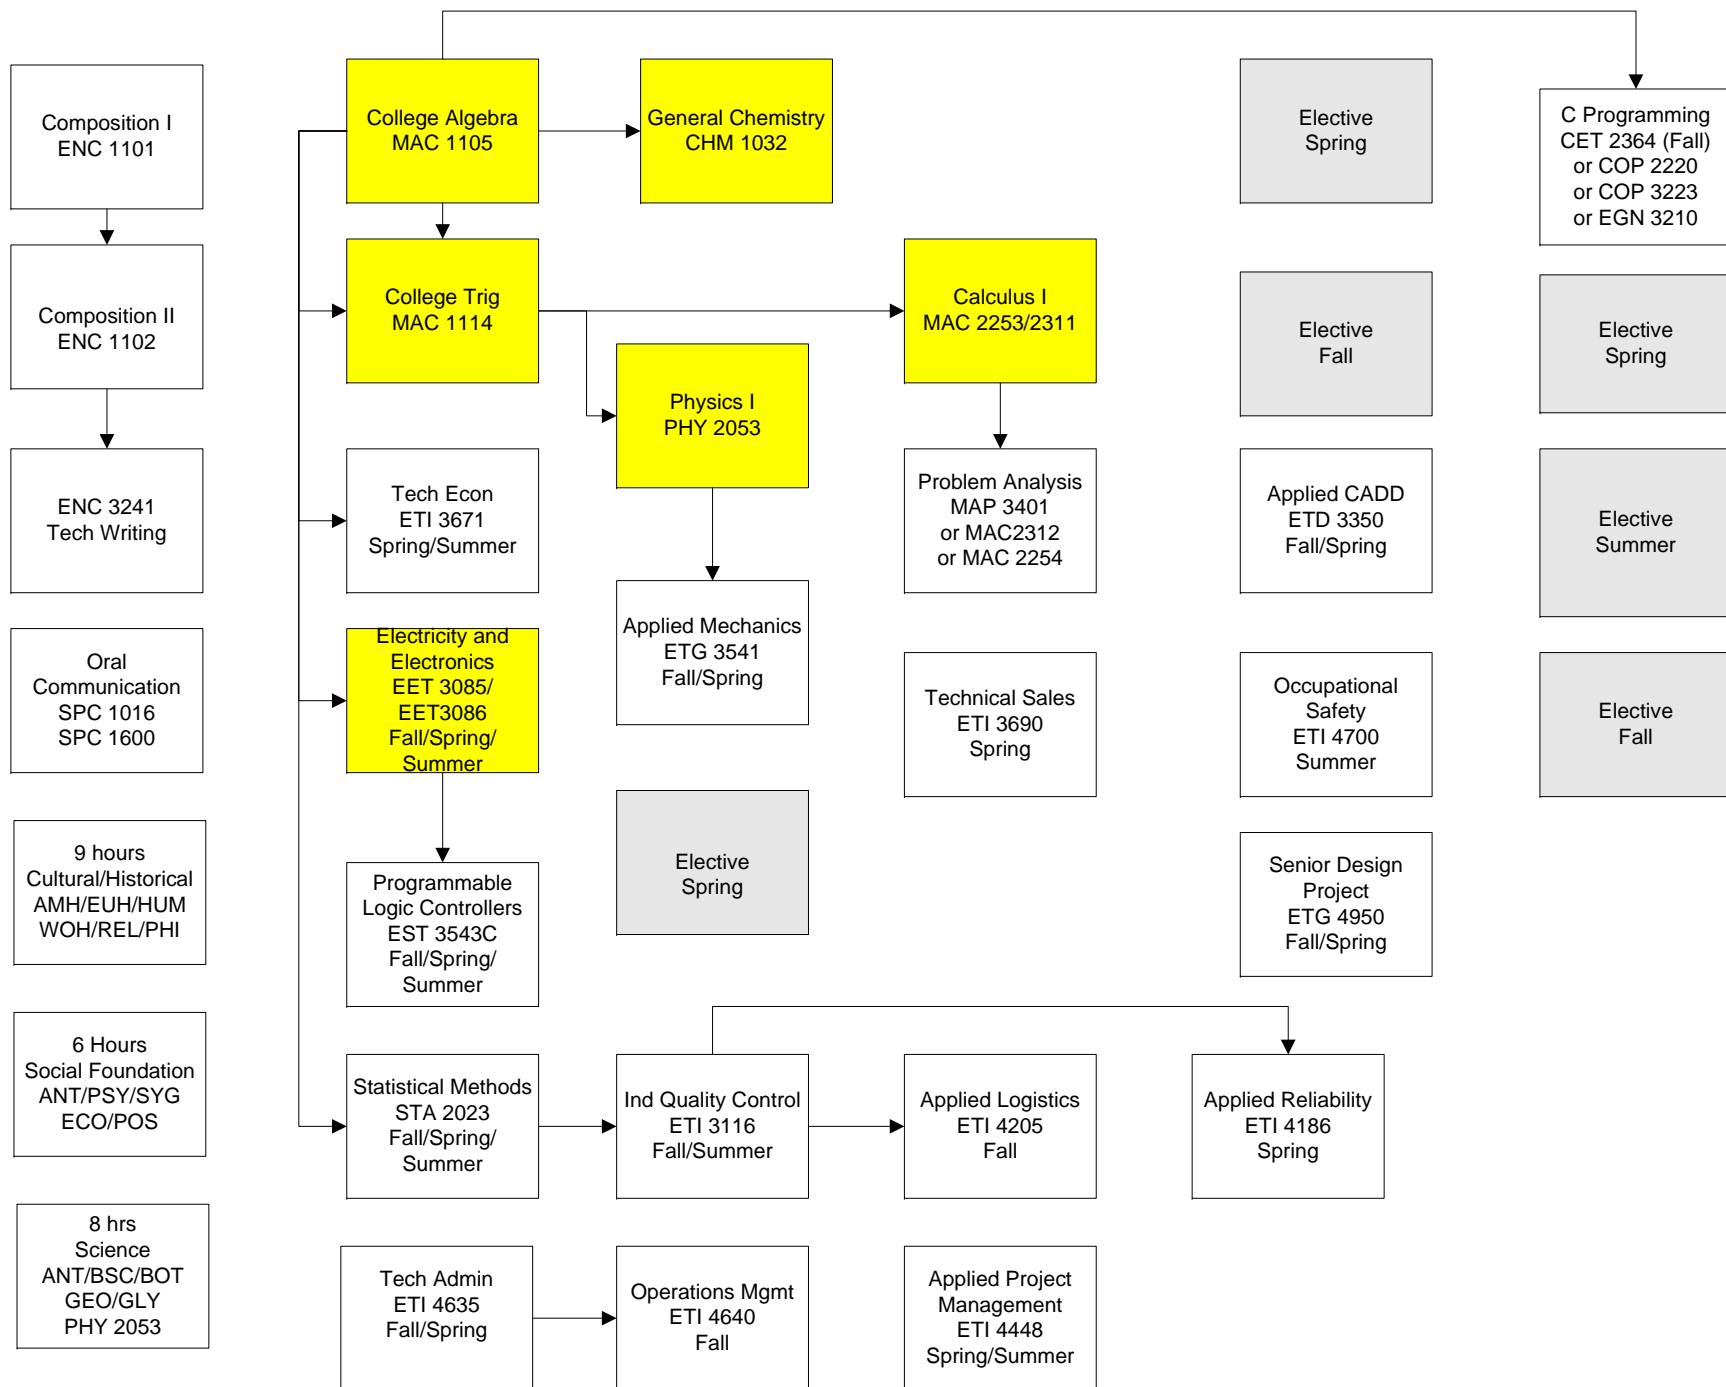 Composition I
ENC 1101
College Algebra
MAC 1105
General Chemistry
CHM 1032
Elective
Spring
C Programming
CET 2364 (Fall)
or COP 2220
or COP 3223
or EGN 3210
Composition II
ENC 1102
College Trig
MAC 1114
Calculus I
MAC 2253/2311
Elective
Fall
Elective
Spring
Physics I
PHY 2053
ENC 3241
Tech Writing
Tech Econ
ETI 3671
Spring/Summer
Problem Analysis
MAP 3401
or MAC2312
or MAC 2254
Applied CADD
ETD 3350
Fall/Spring
Elective
Summer
Applied Mechanics
ETG 3541
Fall/Spring
Oral
Communication
SPC 1016
SPC 1600
Electricity and
Electronics
EET 3085/
EET3086
Fall/Spring/
Summer
Technical Sales
ETI 3690
Spring
Occupational
Safety
ETI 4700
Summer
Elective
Fall
9 hours
Cultural/Historical
AMH/EUH/HUM
WOH/REL/PHI
Programmable
Logic Controllers
EST 3543C
Fall/Spring/
Summer
Elective
Spring
Senior Design
Project
ETG 4950
Fall/Spring
6 Hours
Social Foundation
ANT/PSY/SYG
ECO/POS
Statistical Methods
STA 2023
Fall/Spring/
Summer
Ind Quality Control
ETI 3116
Fall/Summer
Applied Logistics
ETI 4205
Fall
Applied Reliability
ETI 4186
Spring
8 hrs
Science
ANT/BSC/BOT
GEO/GLY
PHY 2053
Tech Admin
ETI 4635
Fall/Spring
Operations Mgmt
ETI 4640
Fall
Applied Project
Management
ETI 4448
Spring/Summer